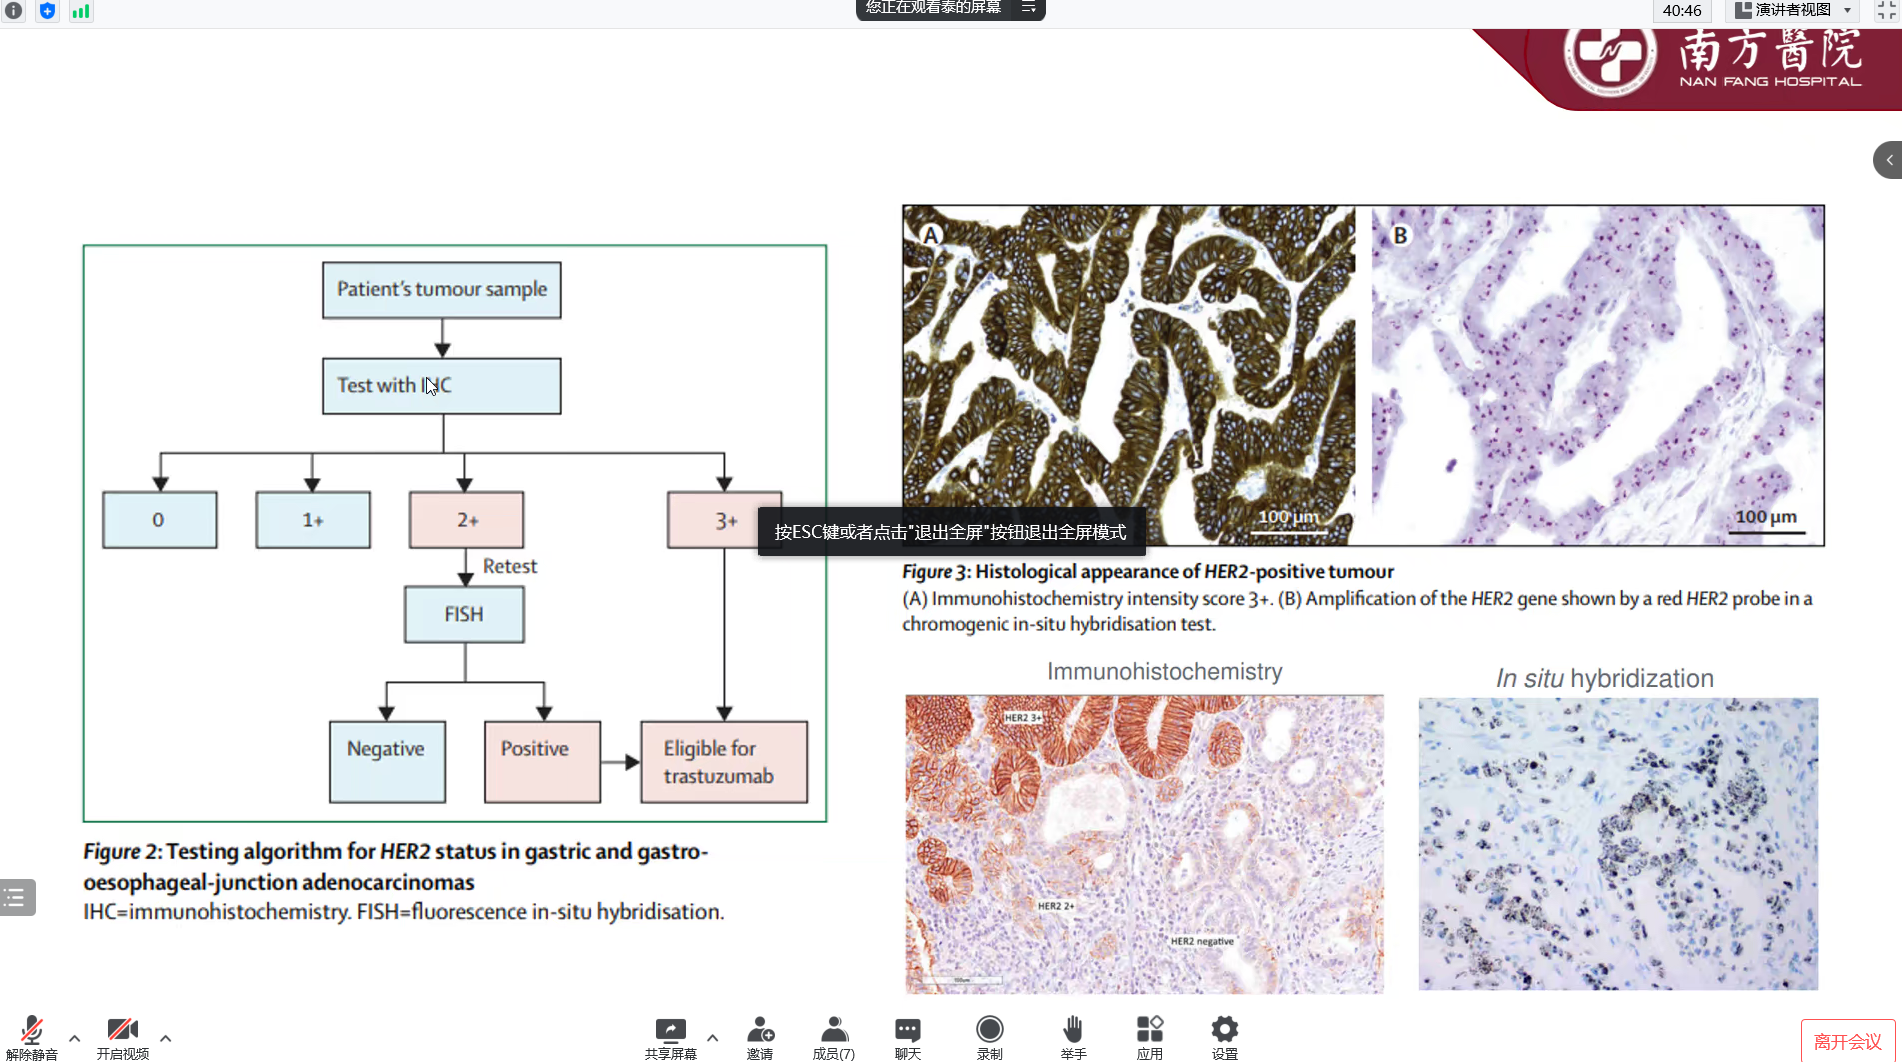 您正在观看泰的屏幕
40:46
演讲者视图
南方醫院
NAN FANG HOSPITAL
Patient's tumour sample
Test with IHC
0
1+
2+
3+
Retest
FISH
Negative
Positive
Eligible for
trastuzumab
Figure 2: Testing algorithm for HER2 status in gastric and gastro-
oesophageal-junction adenocarcinomas
IHC=immunohistochemistry. FISH=fluorescence in-situ hybridisation.
A
B
100 µm
100 µm
按ESC键或者点击"退出全屏"按钮退出全屏模式
Figure 3: Histological appearance of HER2-positive tumour
(A) Immunohistochemistry intensity score 3+. (B) Amplification of the HER2 gene shown by a red HER2 probe in a
chromogenic in-situ hybridisation test.
Immunohistochemistry
In situ hybridization
HER2 3+
HER2 2+
HER2 negative
100um
解除静音
开启视频
共享屏幕
邀请
成员(7)
聊天
录制
举手
应用
设置
离开会议